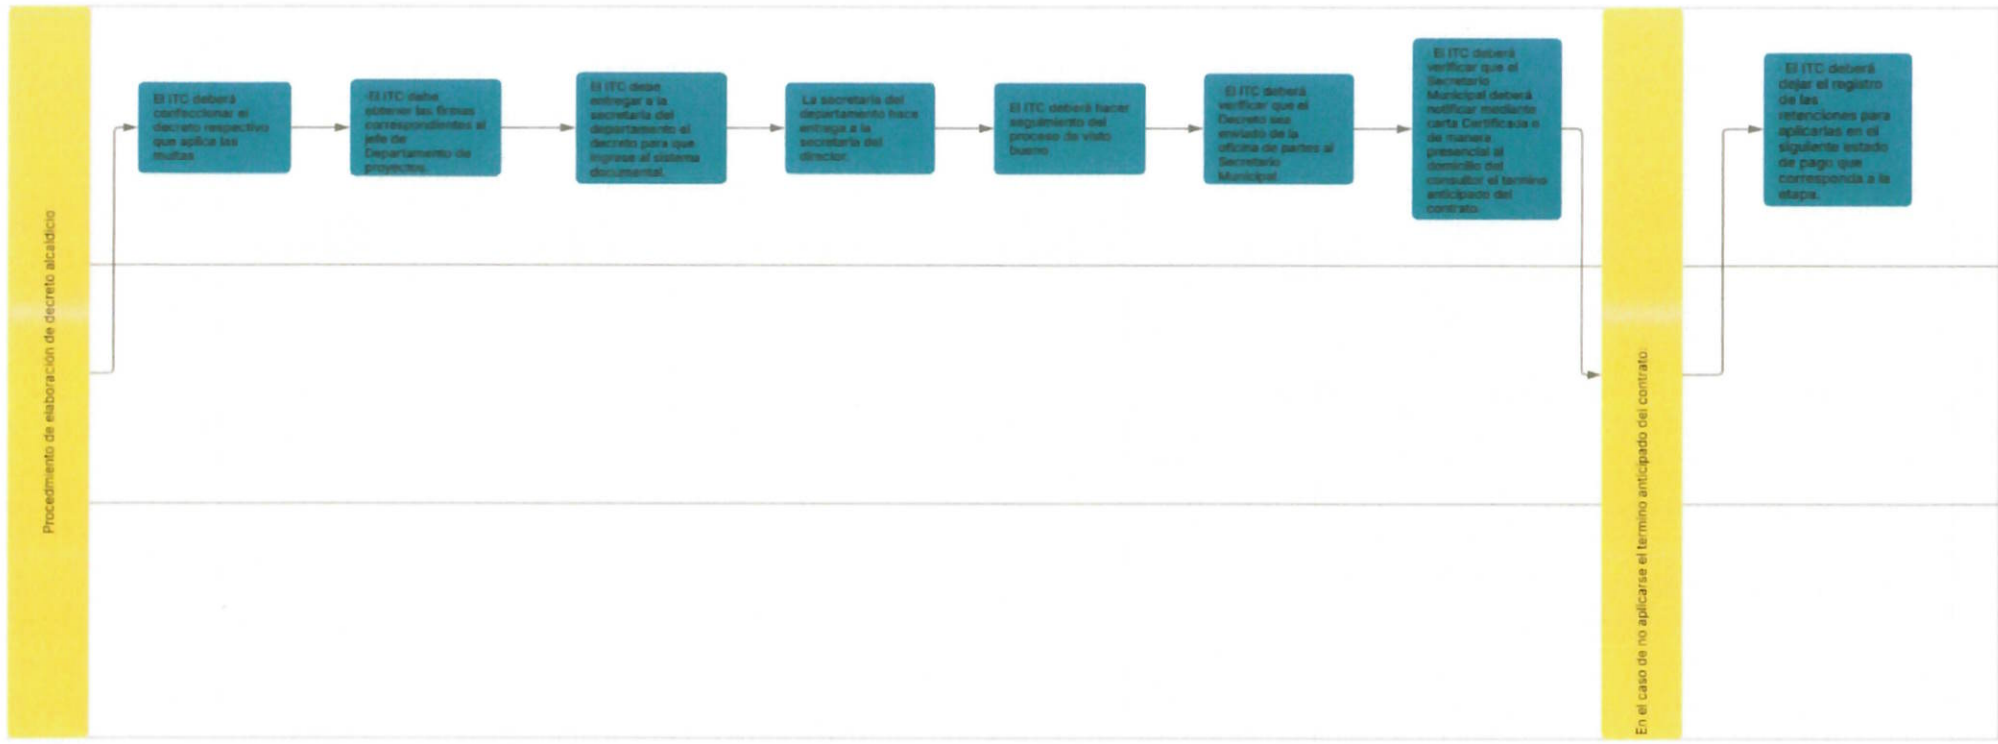 Procedmiento de elaboración de decreto alcaldicio
El ITC deberá
confeccionar el
decreto respectivo
que aplica las
multas
El ITC debe
obtener las firmas
correspondientes al
jefe de
Departamento de
proyectos.
El ITC debe
entregar a la
secretaría del
departamento el
decreto para que
ingrese al sistema
documental.
La secretaría del
departamento hace
entrega a la
secretaría del
director.
El ITC deberá hacer
seguimiento del
proceso de visto
bueno
El ITC deberá
verificar que el
Decreto sea
enviado de la
oficina de partes al
Secretario
Municipal
El ITC deberá
verificar que el
Secretario
Municipal deberá
notificar mediante
carta Certificada o
de manera
presencial al
domicilio del
consultor el termino
anticipado del
contrato.
En el caso de no aplicarse el termino anticipado del contrato:
El ITC deberá
dejar el registro
de las
retenciones para
aplicarlas en el
siguiente estado
de pago que
corresponda a la
etapa.